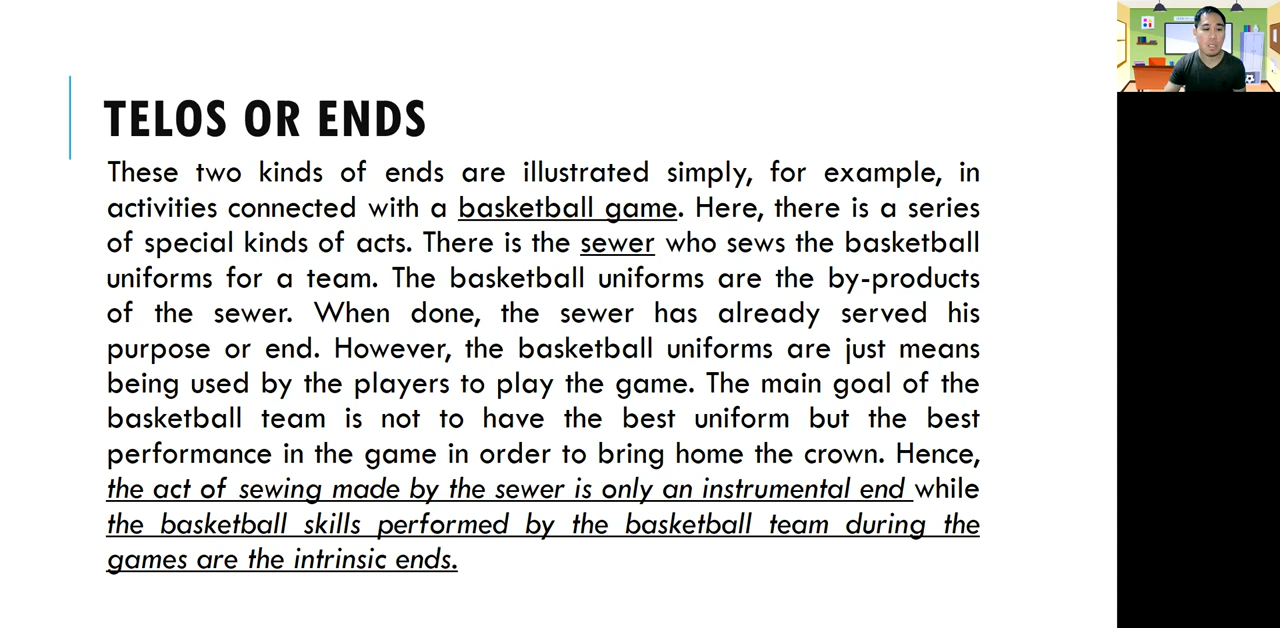 TELOS OR ENDS
These two kinds of ends are illustrated simply, for example, in
activities connected with a basketball game. Here, there is a series
of special kinds of acts. There is the sewer who sews the basketball
uniforms for a team. The basketball uniforms are the by-products
of the sewer. When done, the sewer has already served his
purpose or end. However, the basketball uniforms are just means
being used by the players to play the game. The main goal of the
basketball team is not to have the best uniform but the best
performance in the game in order to bring home the crown. Hence,
the act of sewing made by the sewer is only an instrumental end while
the basketball skills performed by the basketball team during the
games are the intrinsic ends.